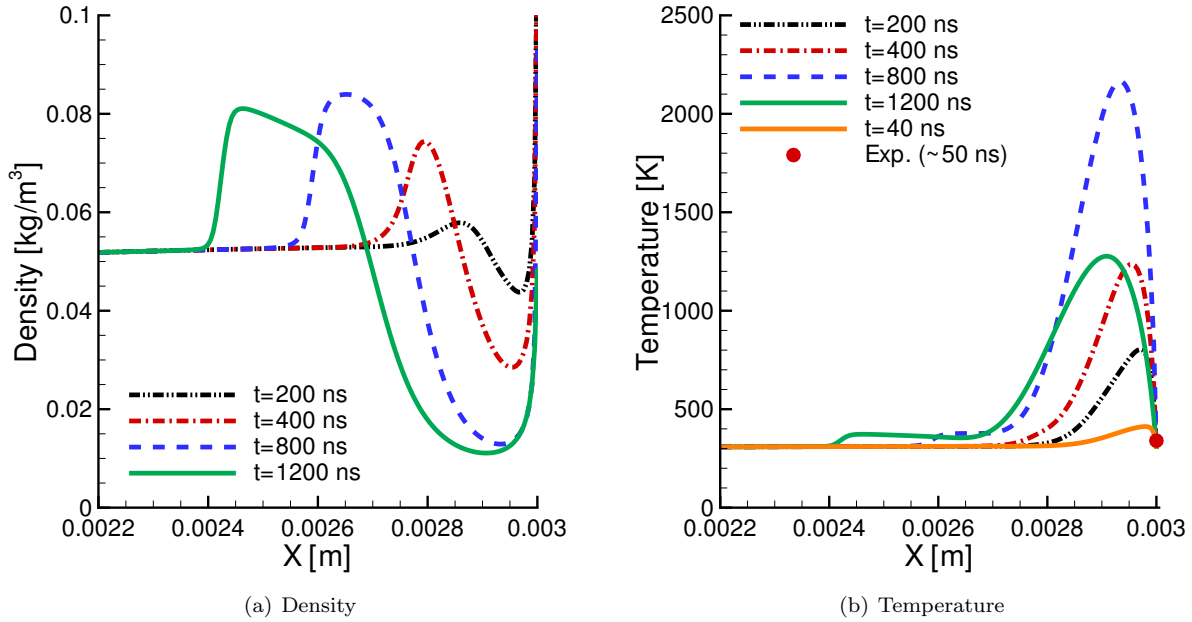 0.1
0.08
0.06
0.04
0.02
0
Density [kg/m³]
t=200 ns
t=400 ns
t=800 ns
t=1200 ns
0.0022 0.0024 0.0026 0.0028 0.003
X [m]
(a) Density
2500
2000
1500
1000
500
0
Temperature [K]
t=200 ns
t=400 ns
t=800 ns
t=1200 ns
t=40 ns
Exp. (~50 ns)
0.0022 0.0024 0.0026 0.0028 0.003
X [m]
(b) Temperature